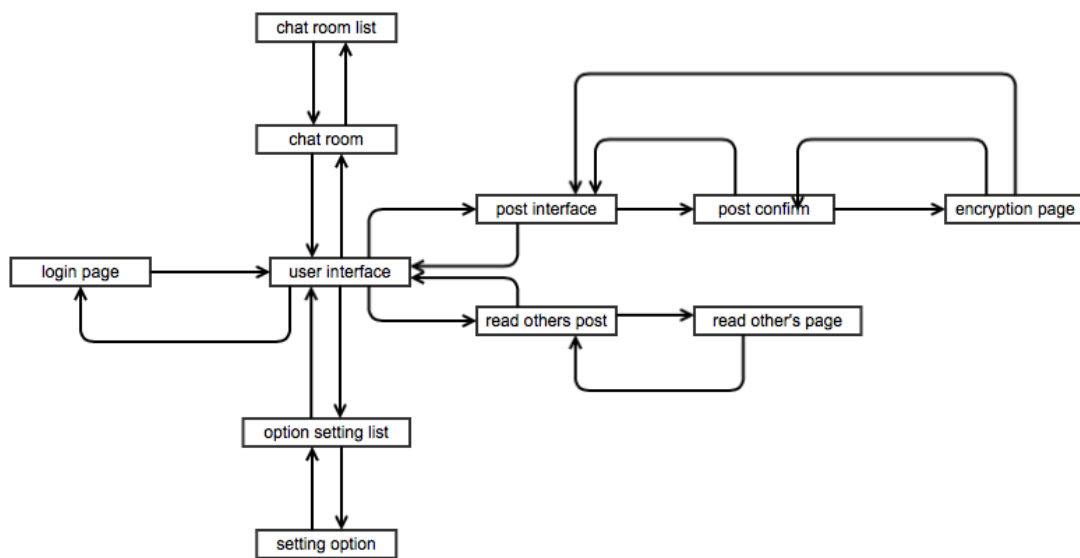 chat room list
chat room
post interface
post confirm
encryption page
login page
user interface
read others post
read other's page
option setting list
setting option